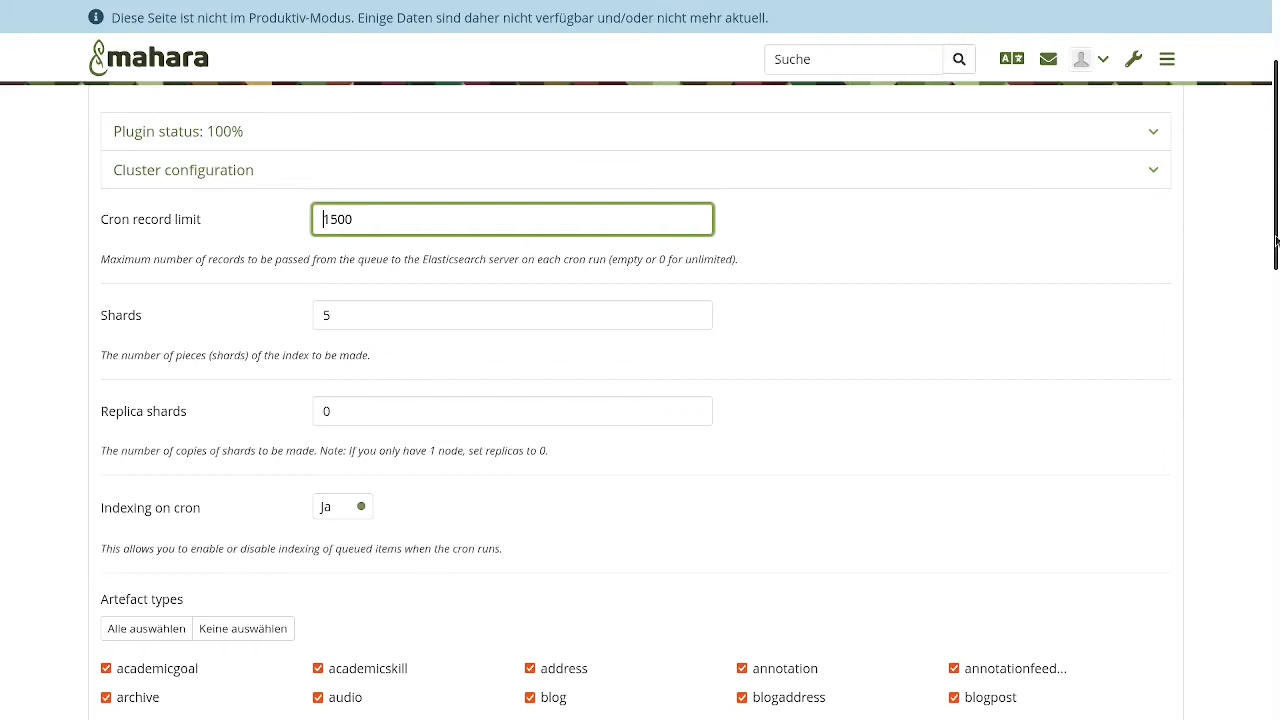 Diese Seite ist nicht im Produktiv-Modus. Einige Daten sind daher nicht verfügbar und/oder nicht mehr aktuell.
mahara
Suche
Plugin status: 100%
Cluster configuration
Cron record limit
1500
Maximum number of records to be passed from the queue to the Elasticsearch server on each cron run (empty or 0 for unlimited).
Shards
5
The number of pieces (shards) of the index to be made.
Replica shards
0
The number of copies of shards to be made. Note: If you only have 1 node, set replicas to 0.
Indexing on cron
Ja
This allows you to enable or disable indexing of queued items when the cron runs.
Artefact types
Alle auswählen Keine auswählen
academicgoal academicskill address annotation annotationfeed...
archive audio blog blogaddess blogpost